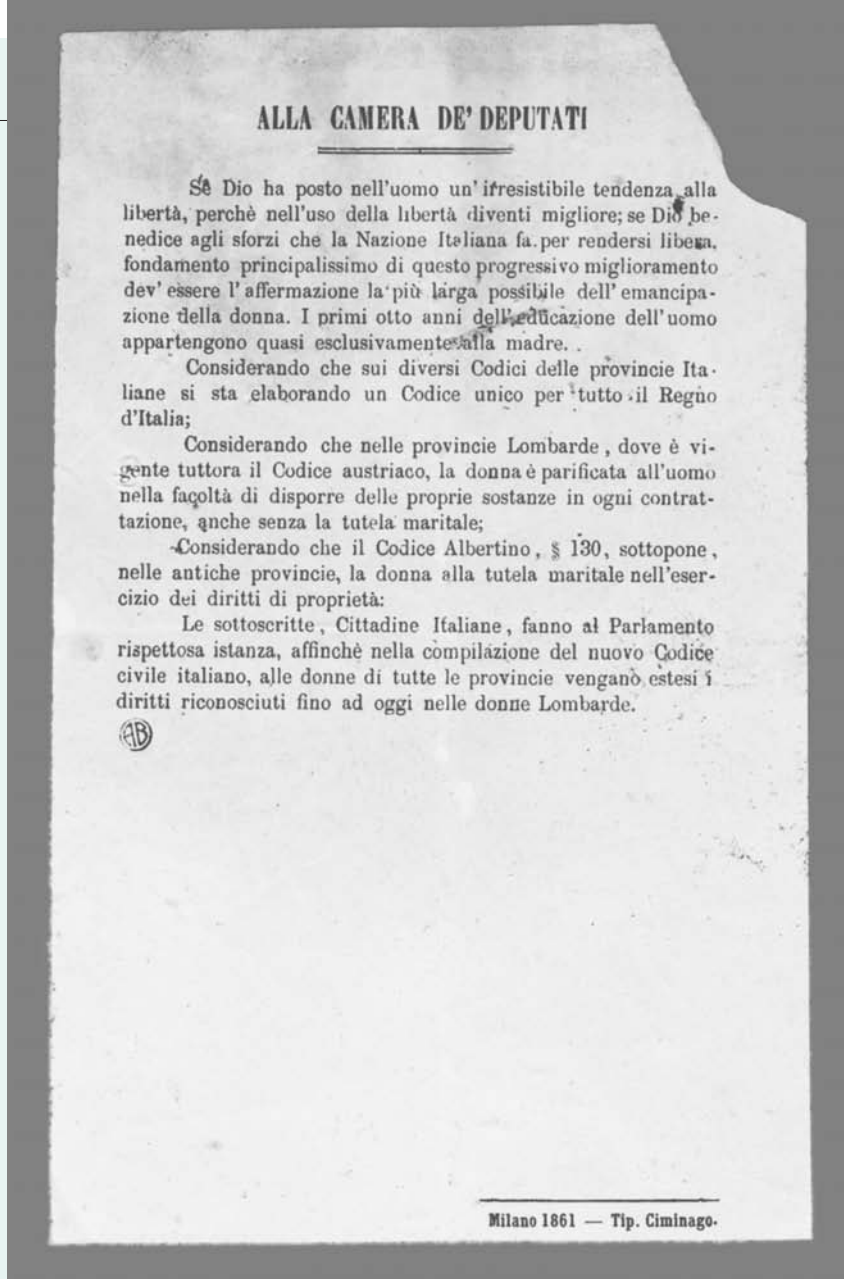 ALLA CAMERA DE' DEPUTATI
Se Dio ha posto nell'uomo un' irresistibile tendenza alla
libertà, perchè nell'uso della libertà diventi migliore; se Dio be-
nedice agli sforzi che la Nazione Italiana fa per rendersi libera,
fondamento principalissimo di questo progressivo miglioramento
dev' essere l' affermazione la più larga possibile dell' emancipa-
zione della donna. I primi otto anni dell' educazione dell' uomo
appartengono quasi esclusivamente alla madre.
Considerando che sui diversi Codici delle provincie Ita-
liane si sta elaborando un Codice unico per tutto il Regno
d'Italia;
Considerando che nelle provincie Lombarde, dove è vi-
gente tuttora il Codice austriaco, la donna è parificata all'uomo
nella facoltà di disporre delle proprie sostanze in ogni contrat-
tazione, anche senza la tutela maritale;
Considerando che il Codice Albertino, § 130, sottopone,
nelle antiche provincie, la donna alla tutela maritale nell'eser-
cizio dei diritti di proprietà:
Le sottoscritte, Cittadine Italiane, fanno al Parlamento
rispettosa istanza, affinchè nella compilazione del nuovo Codice
civile italiano, alle donne di tutte le provincie vengano estesi i
diritti riconosciuti fino ad oggi nelle donne Lombarde.
AB
Milano 1861 — Tip. Ciminago.